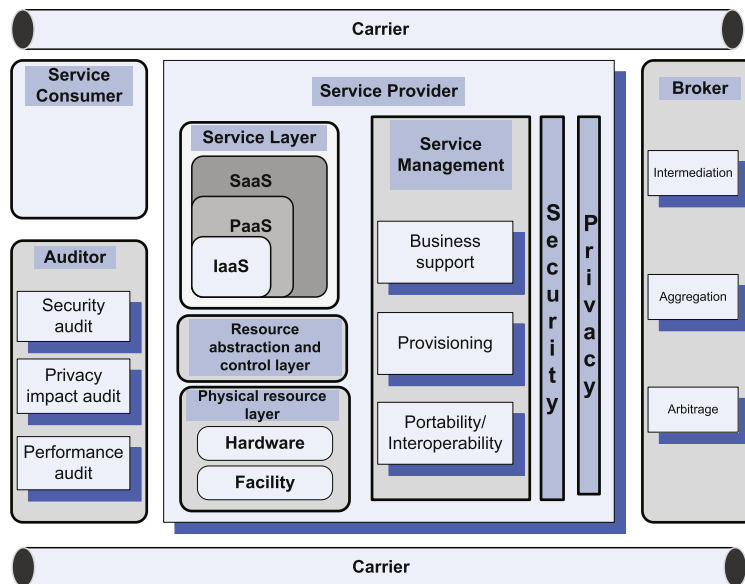 Carrier
Service
Consumer
Service Provider
Broker
Service Layer
SaaS
PaaS
IaaS
Resource
abstraction and
control layer
Physical resource
layer
Hardware
Facility
Service
Management
Business
support
Provisioning
Portability/
Interoperability
Security
Privacy
Intermediation
Aggregation
Arbitrage
Auditor
Security
audit
Privacy
impact audit
Performance
audit
Carrier